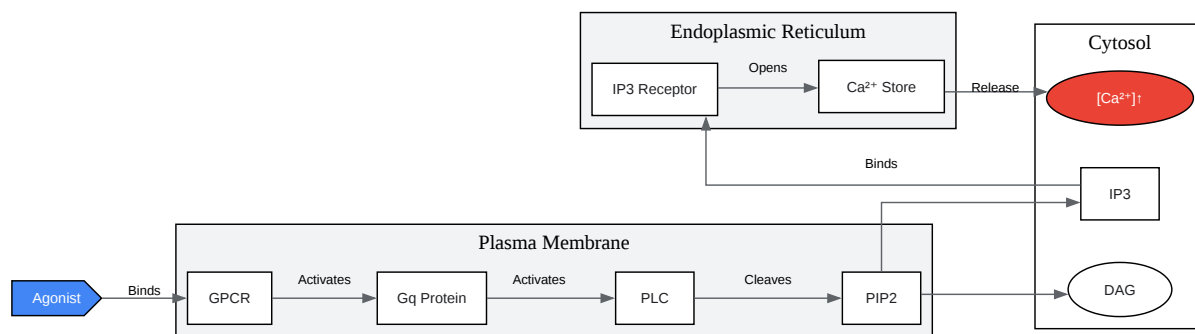 Endoplasmic Reticulum
Cytosol
IP3 Receptor
Opens
Ca²⁺ Store
Release
[Ca²⁺]↑
Binds
IP3
Plasma Membrane
Agonist
Binds
GPCR
Activates
Gq Protein
Activates
PLC
Cleaves
PIP2
DAG